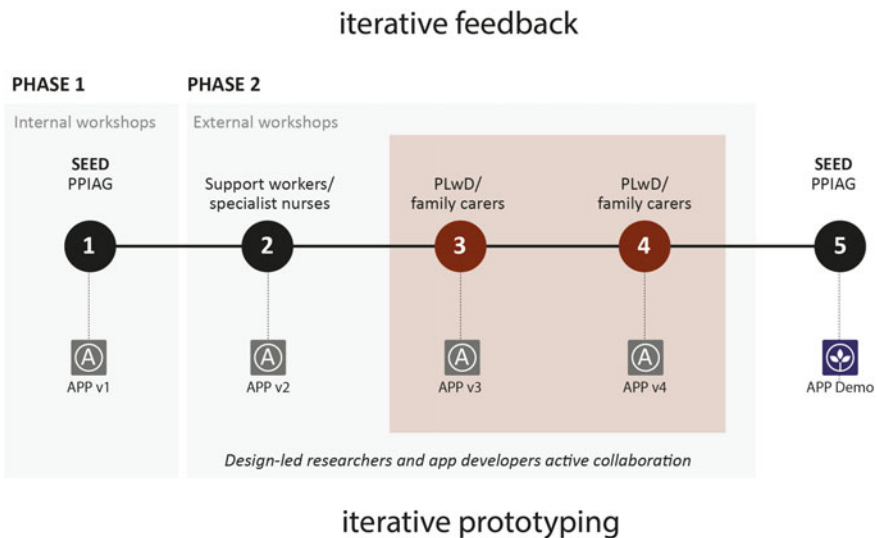 iterative feedback
PHASE 1
PHASE 2
Internal workshops
External workshops
SEED
PPIAG
Support workers/
specialist nurses
PLwD/
family carers
PLwD/
family carers
SEED
PPIAG
1
2
3
4
5
A
A
A
A
APP v1
APP v2
APP v3
APP v4
APP Demo
Design-led researchers and app developers active collaboration
iterative prototyping